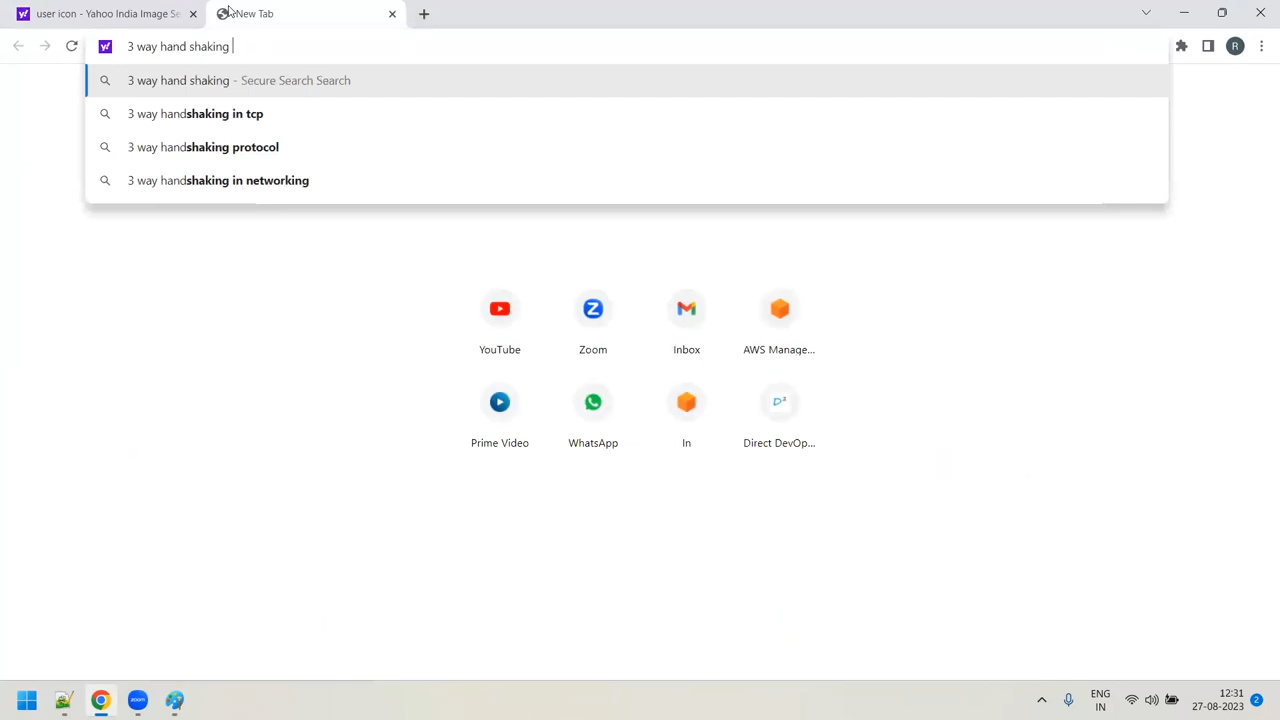 user icon - Yahoo India Image Se
New Tab
3 way hand shaking
R
3 way hand shaking - Secure Search Search
3 way handshaking in tcp
3 way handshaking protocol
3 way handshaking in networking
YouTube
Zoom
Inbox
AWS Manage...
Prime Video
WhatsApp
In
Direct DevOp...
zoom
ENG
IN
12:31
27-08-2023
2